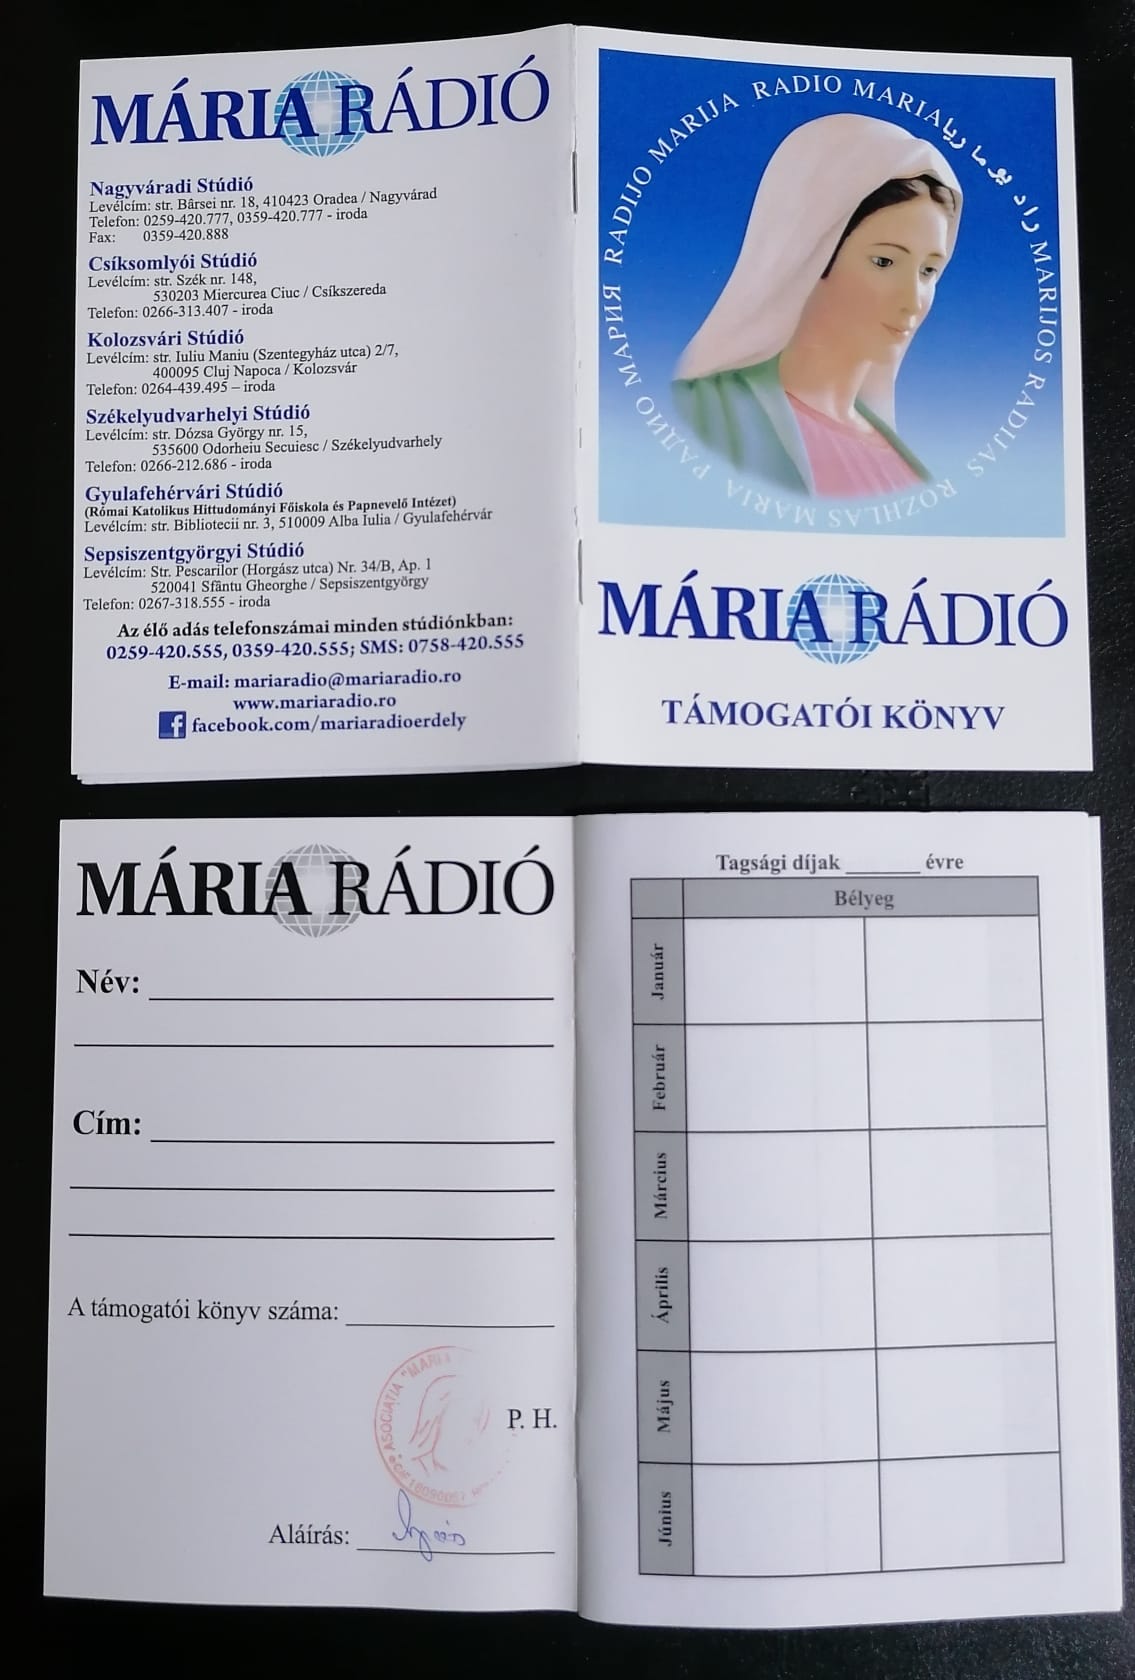 MÁRIA RÁDIÓ
Nagyváradi Stúdió
Levélcím: str. Bârsei nr. 18, 410423 Oradea / Nagyvárad
Telefon: 0259-420.777, 0359-420.777 - iroda
Fax: 0359-420.888
Csíksomlyói Stúdió
Levélcím: str. Szék nr. 148,
530203 Miercurea Ciuc / Csíkszereda
Telefon: 0266-313.407 - iroda
Kolozsvári Stúdió
Levélcím: str. Iuliu Maniu (Szentegyház utca) 2/7,
400095 Cluj Napoca / Kolozsvár
Telefon: 0264-439.495 – iroda
Székelyudvarhelyi Stúdió
Levélcím: str. Dózsa György nr. 15,
535600 Odorheiu Secuiesc / Székelyudvarhely
Telefon: 0266-212.686 - iroda
Gyulafehérvári Stúdió
(Római Katolikus Hittudományi Főiskola és Papnevelő Intézet)
Levélcím: str. Bibliotecii nr. 3, 510009 Alba Iulia / Gyulafehérvár
Sepsiszentgyörgyi Stúdió
Levélcím: Str. Pescarilor (Horgász utca) Nr. 34/B, Ap. 1
520041 Sfântu Gheorghe / Sepsiszentgyörgy
Telefon: 0267-318.555 - iroda
Az élő adás telefonszámai minden stúdiónkban:
0259-420.555, 0359-420.555; SMS: 0758-420.555
E-mail: mariaradio@mariaradio.ro
www.mariaradio.ro
facebook.com/mariaradioerdely
РАДИО МАРИЯ RADIJO MARIJA RADIO MARIA راد يو ما ريا MARIJOS RADIJAS ROZHLAS MARIA
MÁRIA RÁDIÓ
TÁMOGATÓI KÖNYV
MÁRIA RÁDIÓ
Név:
Cím:
A támogatói könyv száma:
ASOCIAȚIA "MARIA
P. H.
Aláírás:
Tagsági díjak ______ évre
Bélyeg
Január
Február
Március
Április
Május
Június